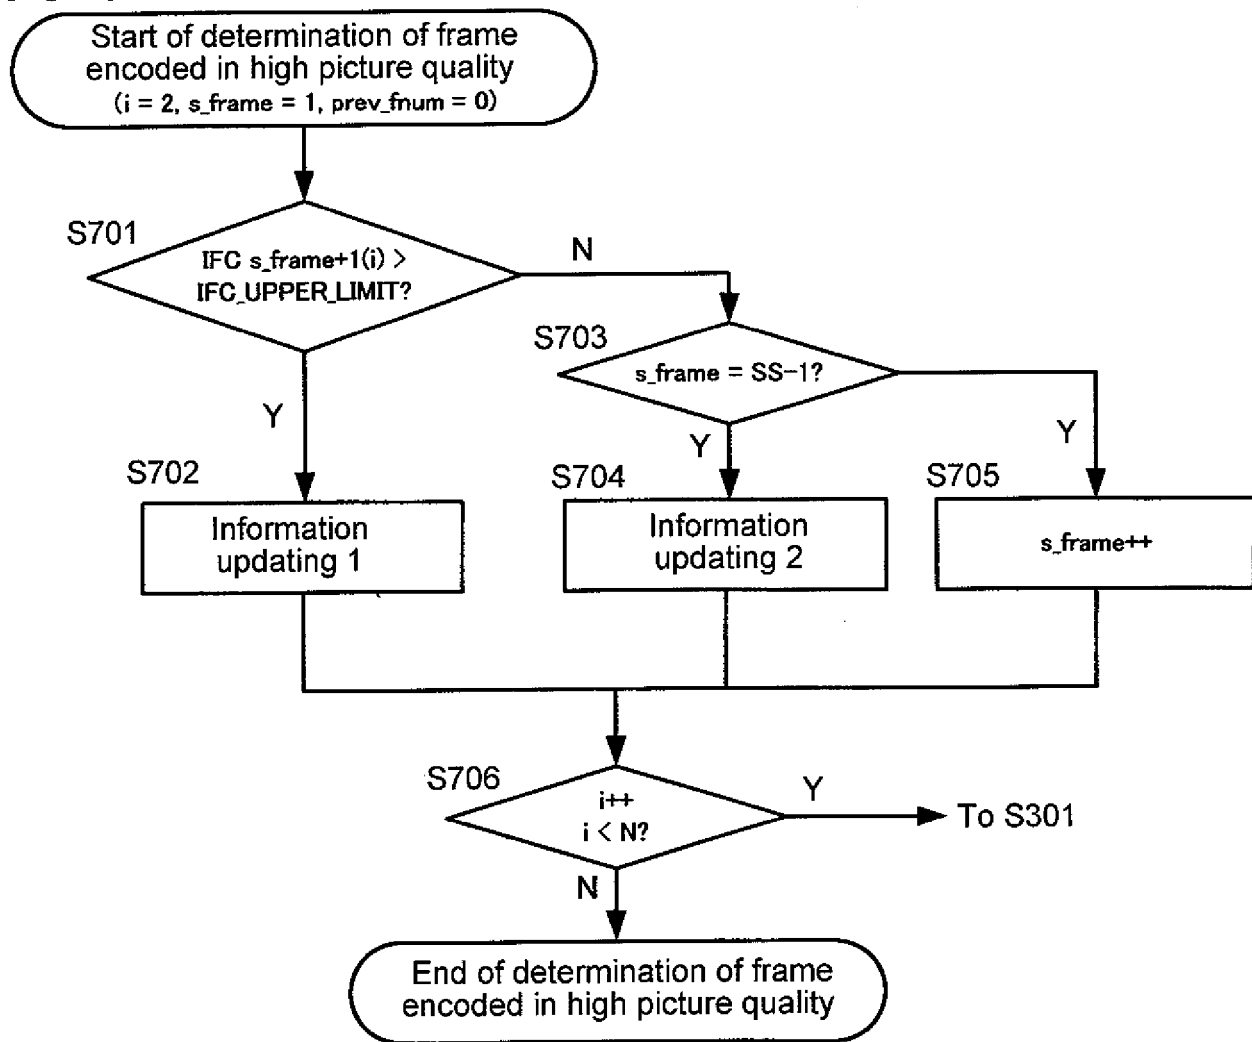 Start of determination of frame
encoded in high picture quality
(i = 2, s_frame = 1, prev_fnum = 0)
S701
IFC s_frame+1(i) >
IFC_UPPER_LIMIT?
N
S703
s_frame = SS-1?
Y
Y
Y
S702
Information
updating 1
S704
Information
updating 2
S705
s_frame++
S706
i++
i < N?
Y
To S301
N
End of determination of frame
encoded in high picture quality